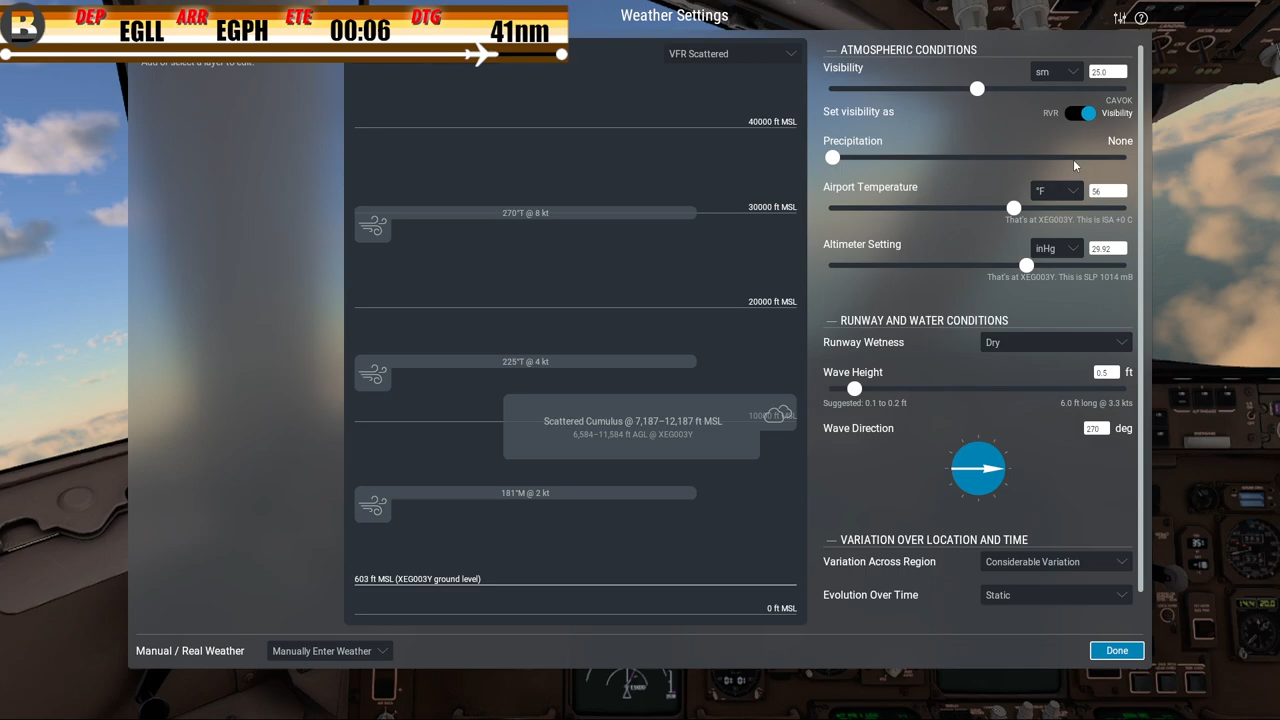 B
DEP
EGLL
ARR
EGPH
ETE
00:06
DTG
41nm
Weather Settings
VFR Scattered
40000 ft MSL
270°T @ 8 kt
30000 ft MSL
20000 ft MSL
225°T @ 4 kt
Scattered Cumulus @ 7,187–12,187 ft MSL
6,584–11,584 ft AGL @ XEG003Y
10000 ft MSL
181°M @ 2 kt
603 ft MSL (XEG003Y ground level)
0 ft MSL
ATMOSPHERIC CONDITIONS
Visibility
sm
25.0
CAVOK
Set visibility as
RVR
Visibility
Precipitation
None
Airport Temperature
°F
56
That's at XEG003Y. This is ISA +0 C
Altimeter Setting
inHg
29.92
That's at XEG003Y. This is SLP 1014 mB
RUNWAY AND WATER CONDITIONS
Runway Wetness
Dry
Wave Height
0.5
ft
Suggested: 0.1 to 0.2 ft
6.0 ft long @ 3.3 kts
Wave Direction
270
deg
VARIATION OVER LOCATION AND TIME
Variation Across Region
Considerable Variation
Evolution Over Time
Static
Manual / Real Weather
Manually Enter Weather
Done